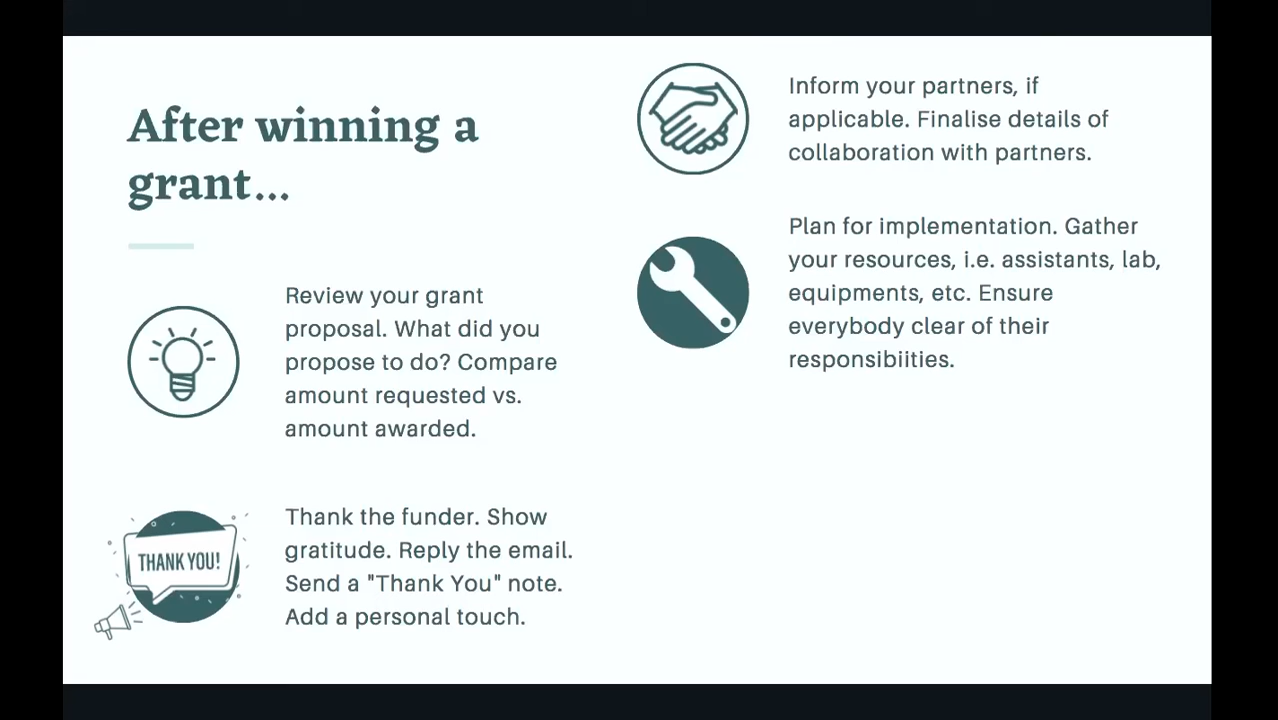 After winning a
grant...
Review your grant
proposal. What did you
propose to do? Compare
amount requested vs.
amount awarded.
THANK YOU!
Thank the funder. Show
gratitude. Reply the email.
Send a "Thank You" note.
Add a personal touch.
Inform your partners, if
applicable. Finalise details of
collaboration with partners.
Plan for implementation. Gather
your resources, i.e. assistants, lab,
equipments, etc. Ensure
everybody clear of their
responsibiities.